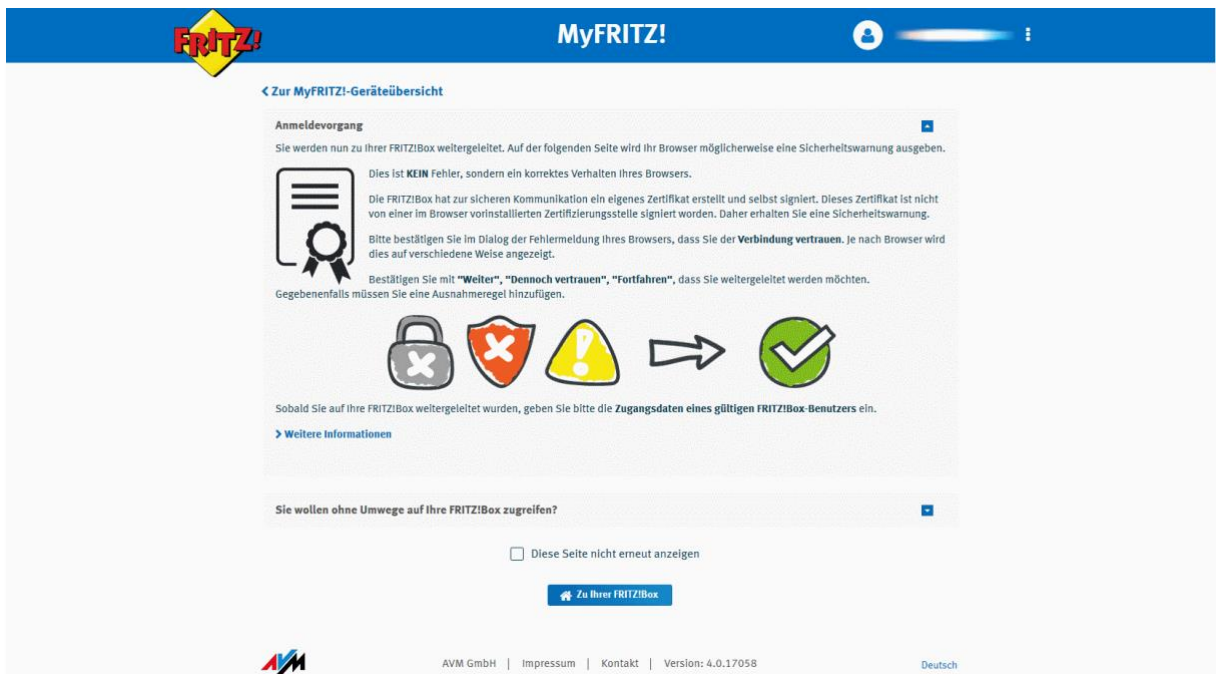 FRITZ!
MyFRITZ!
Zur MyFRITZ!-Geräteübersicht
Anmeldevorgang
Sie werden nun zu Ihrer FRITZ!Box weitergeleitet. Auf der folgenden Seite wird Ihr Browser möglicherweise eine Sicherheitswarnung ausgeben.
Dies ist KEIN Fehler, sondern ein korrektes Verhalten Ihres Browsers.
Die FRITZ!Box hat zur sicheren Kommunikation ein eigenes Zertifikat erstellt und selbst signiert. Dieses Zertifikat ist nicht
von einer im Browser vorinstallierten Zertifizierungsstelle signiert worden. Daher erhalten Sie eine Sicherheitswarnung.
Bitte bestätigen Sie im Dialog der Fehlermeldung Ihres Browsers, dass Sie der Verbindung vertrauen. Je nach Browser wird
dies auf verschiedene Weise angezeigt.
Bestätigen Sie mit "Weiter", "Dennoch vertrauen", "Fortfahren", dass Sie weitergeleitet werden möchten.
Gegebenenfalls müssen Sie eine Ausnahmeregel hinzufügen.
Sobald Sie auf Ihre FRITZ!Box weitergeleitet wurden, geben Sie bitte die Zugangsdaten eines gültigen FRITZ!Box-Benutzers ein.
Weitere Informationen
Sie wollen ohne Umwege auf Ihre FRITZ!Box zugreifen?
Diese Seite nicht erneut anzeigen
Zu Ihrer FRITZ!Box
AVM
AVM GmbH | Impressum | Kontakt | Version: 4.0.17058
Deutsch